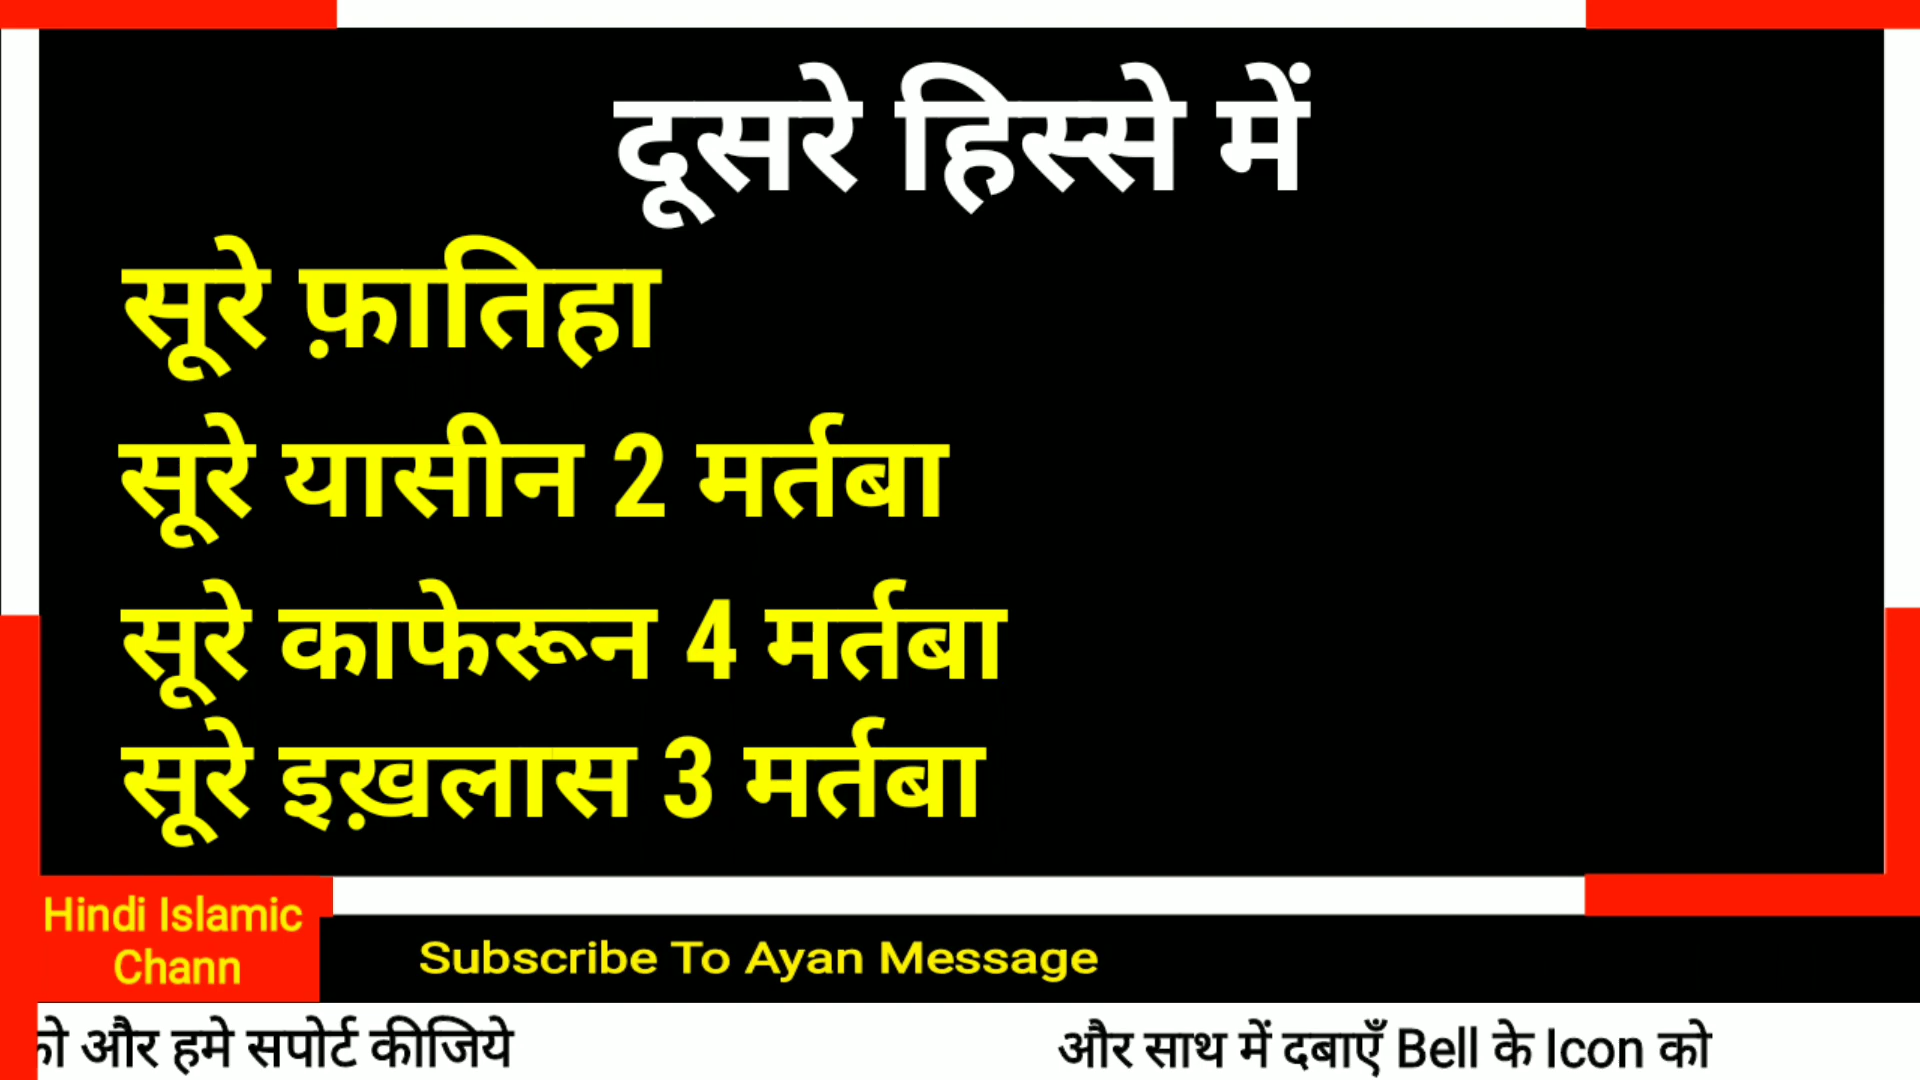 दूसरे हिस्से में
सूरे फ़ातिहा
सूरे यासीन 2 मर्तबा
सूरे काफेरून 4 मर्तबा
सूरे इख़लास 3 मर्तबा
Hindi Islamic
Chann
Subscribe To Ayan Message
को और हमे सपोर्ट कीजिये और साथ में दबाएँ Bell के Icon को